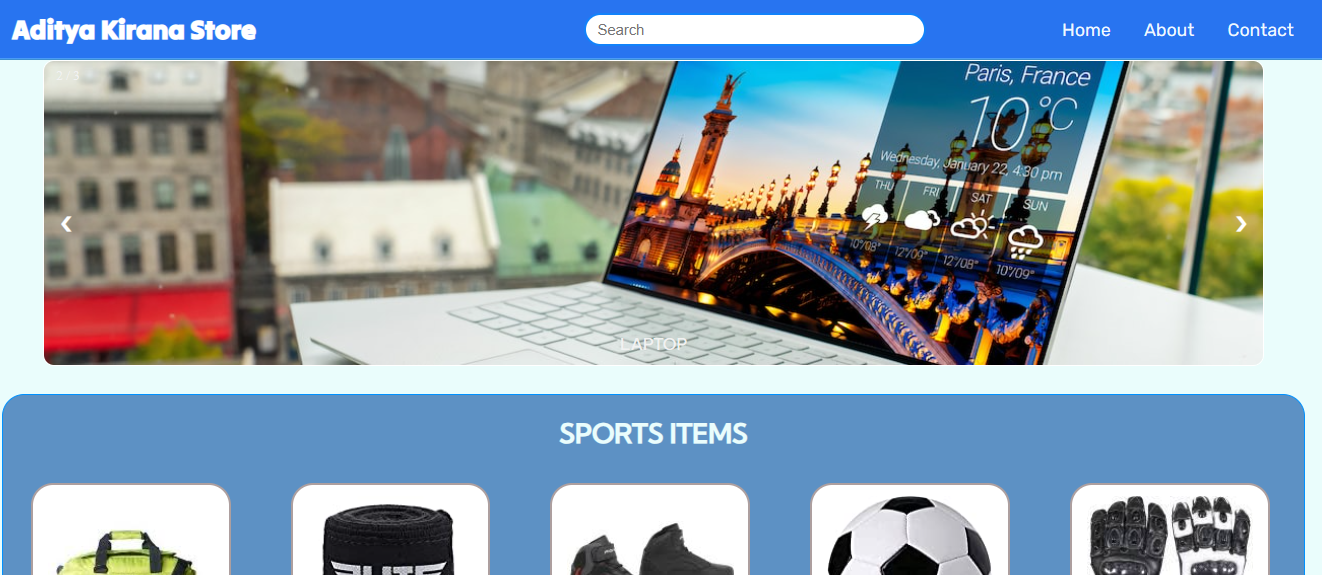 Aditya Kirana Store
Search
Home About Contact
2 / 3
Paris, France
10°C
Wednesday, January 22, 4:30 pm
THU FRI SAT SUN
10°/08° 12°/09° 12°/08° 10°/09°
❮ ❯
LAPTOP
SPORTS ITEMS